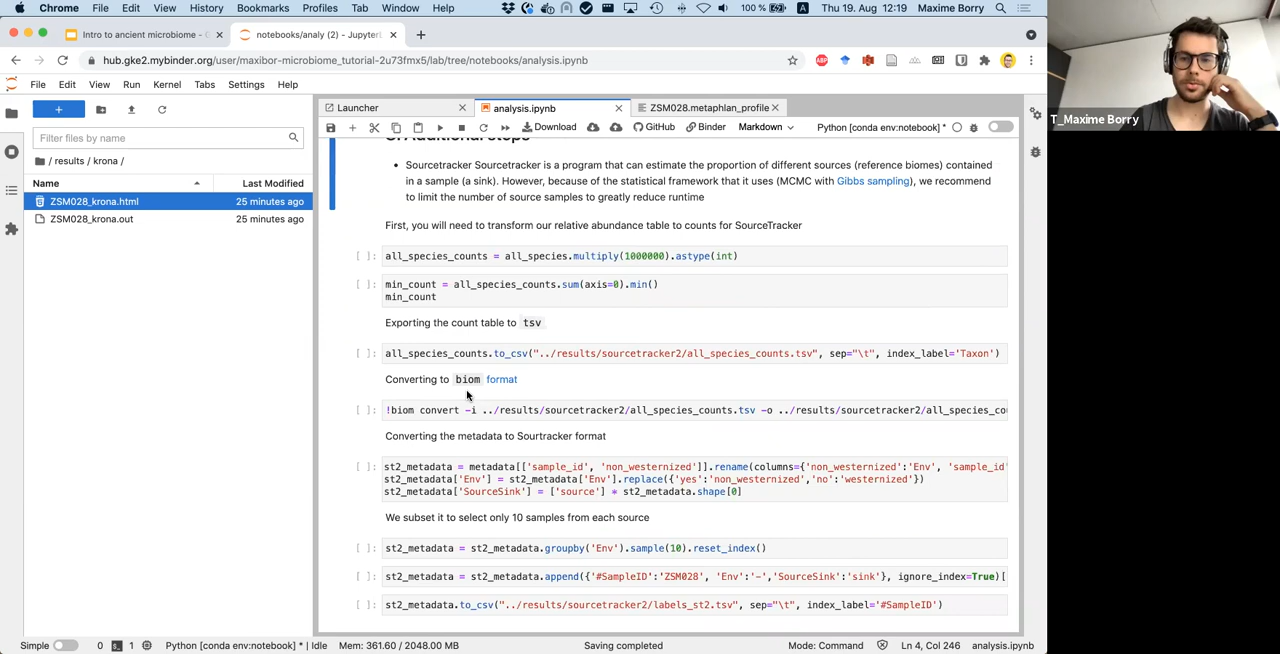 Chrome File Edit View History Bookmarks Profiles Tab Window Help 100 % Thu 19. Aug 12:19 Maxime Borry
Intro to ancient microbiome - notebooks/analy (2) - Jupyter
hub.gke2.mybinder.org/user/maxibor-microbiome_tutorial-2u73fmx5/lab/tree/notebooks/analysis.ipynb
T_Maxime Borry
File Edit View Run Kernel Tabs Settings Help
Launcher analysis.ipynb ZSM028.metaphlan_profile
Download GitHub Binder Markdown Python [conda env:notebook] *
Filter files by name
/ results / krona /
Name Last Modified
ZSM028_krona.html 25 minutes ago
ZSM028_krona.out 25 minutes ago
Additional steps
• Sourcetracker Sourcetracker is a program that can estimate the proportion of different sources (reference biomes) contained
in a sample (a sink). However, because of the statistical framework that it uses (MCMC with Gibbs sampling), we recommend
to limit the number of source samples to greatly reduce runtime
First, you will need to transform our relative abundance table to counts for SourceTracker
[ ]: all_species_counts = all_species.multiply(1000000).astype(int)
[ ]: min_count = all_species_counts.sum(axis=0).min()
min_count
Exporting the count table to tsv
[ ]: all_species_counts.to_csv("../results/sourcetracker2/all_species_counts.tsv", sep="\t", index_label='Taxon')
Converting to biom format
[ ]: !biom convert -i ../results/sourcetracker2/all_species_counts.tsv -o ../results/sourcetracker2/all_species_co
Converting the metadata to Sourtracker format
[ ]: st2_metadata = metadata[['sample_id', 'non_westernized']].rename(columns={'non_westernized':'Env', 'sample_id'
st2_metadata['Env'] = st2_metadata['Env'].replace({'yes':'non_westernized','no':'westernized'})
st2_metadata['SourceSink'] = ['source'] * st2_metadata.shape[0]
We subset it to select only 10 samples from each source
[ ]: st2_metadata = st2_metadata.groupby('Env').sample(10).reset_index()
[ ]: st2_metadata = st2_metadata.append({'#SampleID':'ZSM028', 'Env':'-','SourceSink':'sink'}, ignore_index=True)[
[ ]: st2_metadata.to_csv("../results/sourcetracker2/labels_st2.tsv", sep="\t", index_label='#SampleID')
Simple 0 1 Python [conda env:notebook] * | Idle Mem: 361.60 / 2048.00 MB Saving completed Mode: Command Ln 4, Col 246 analysis.ipynb